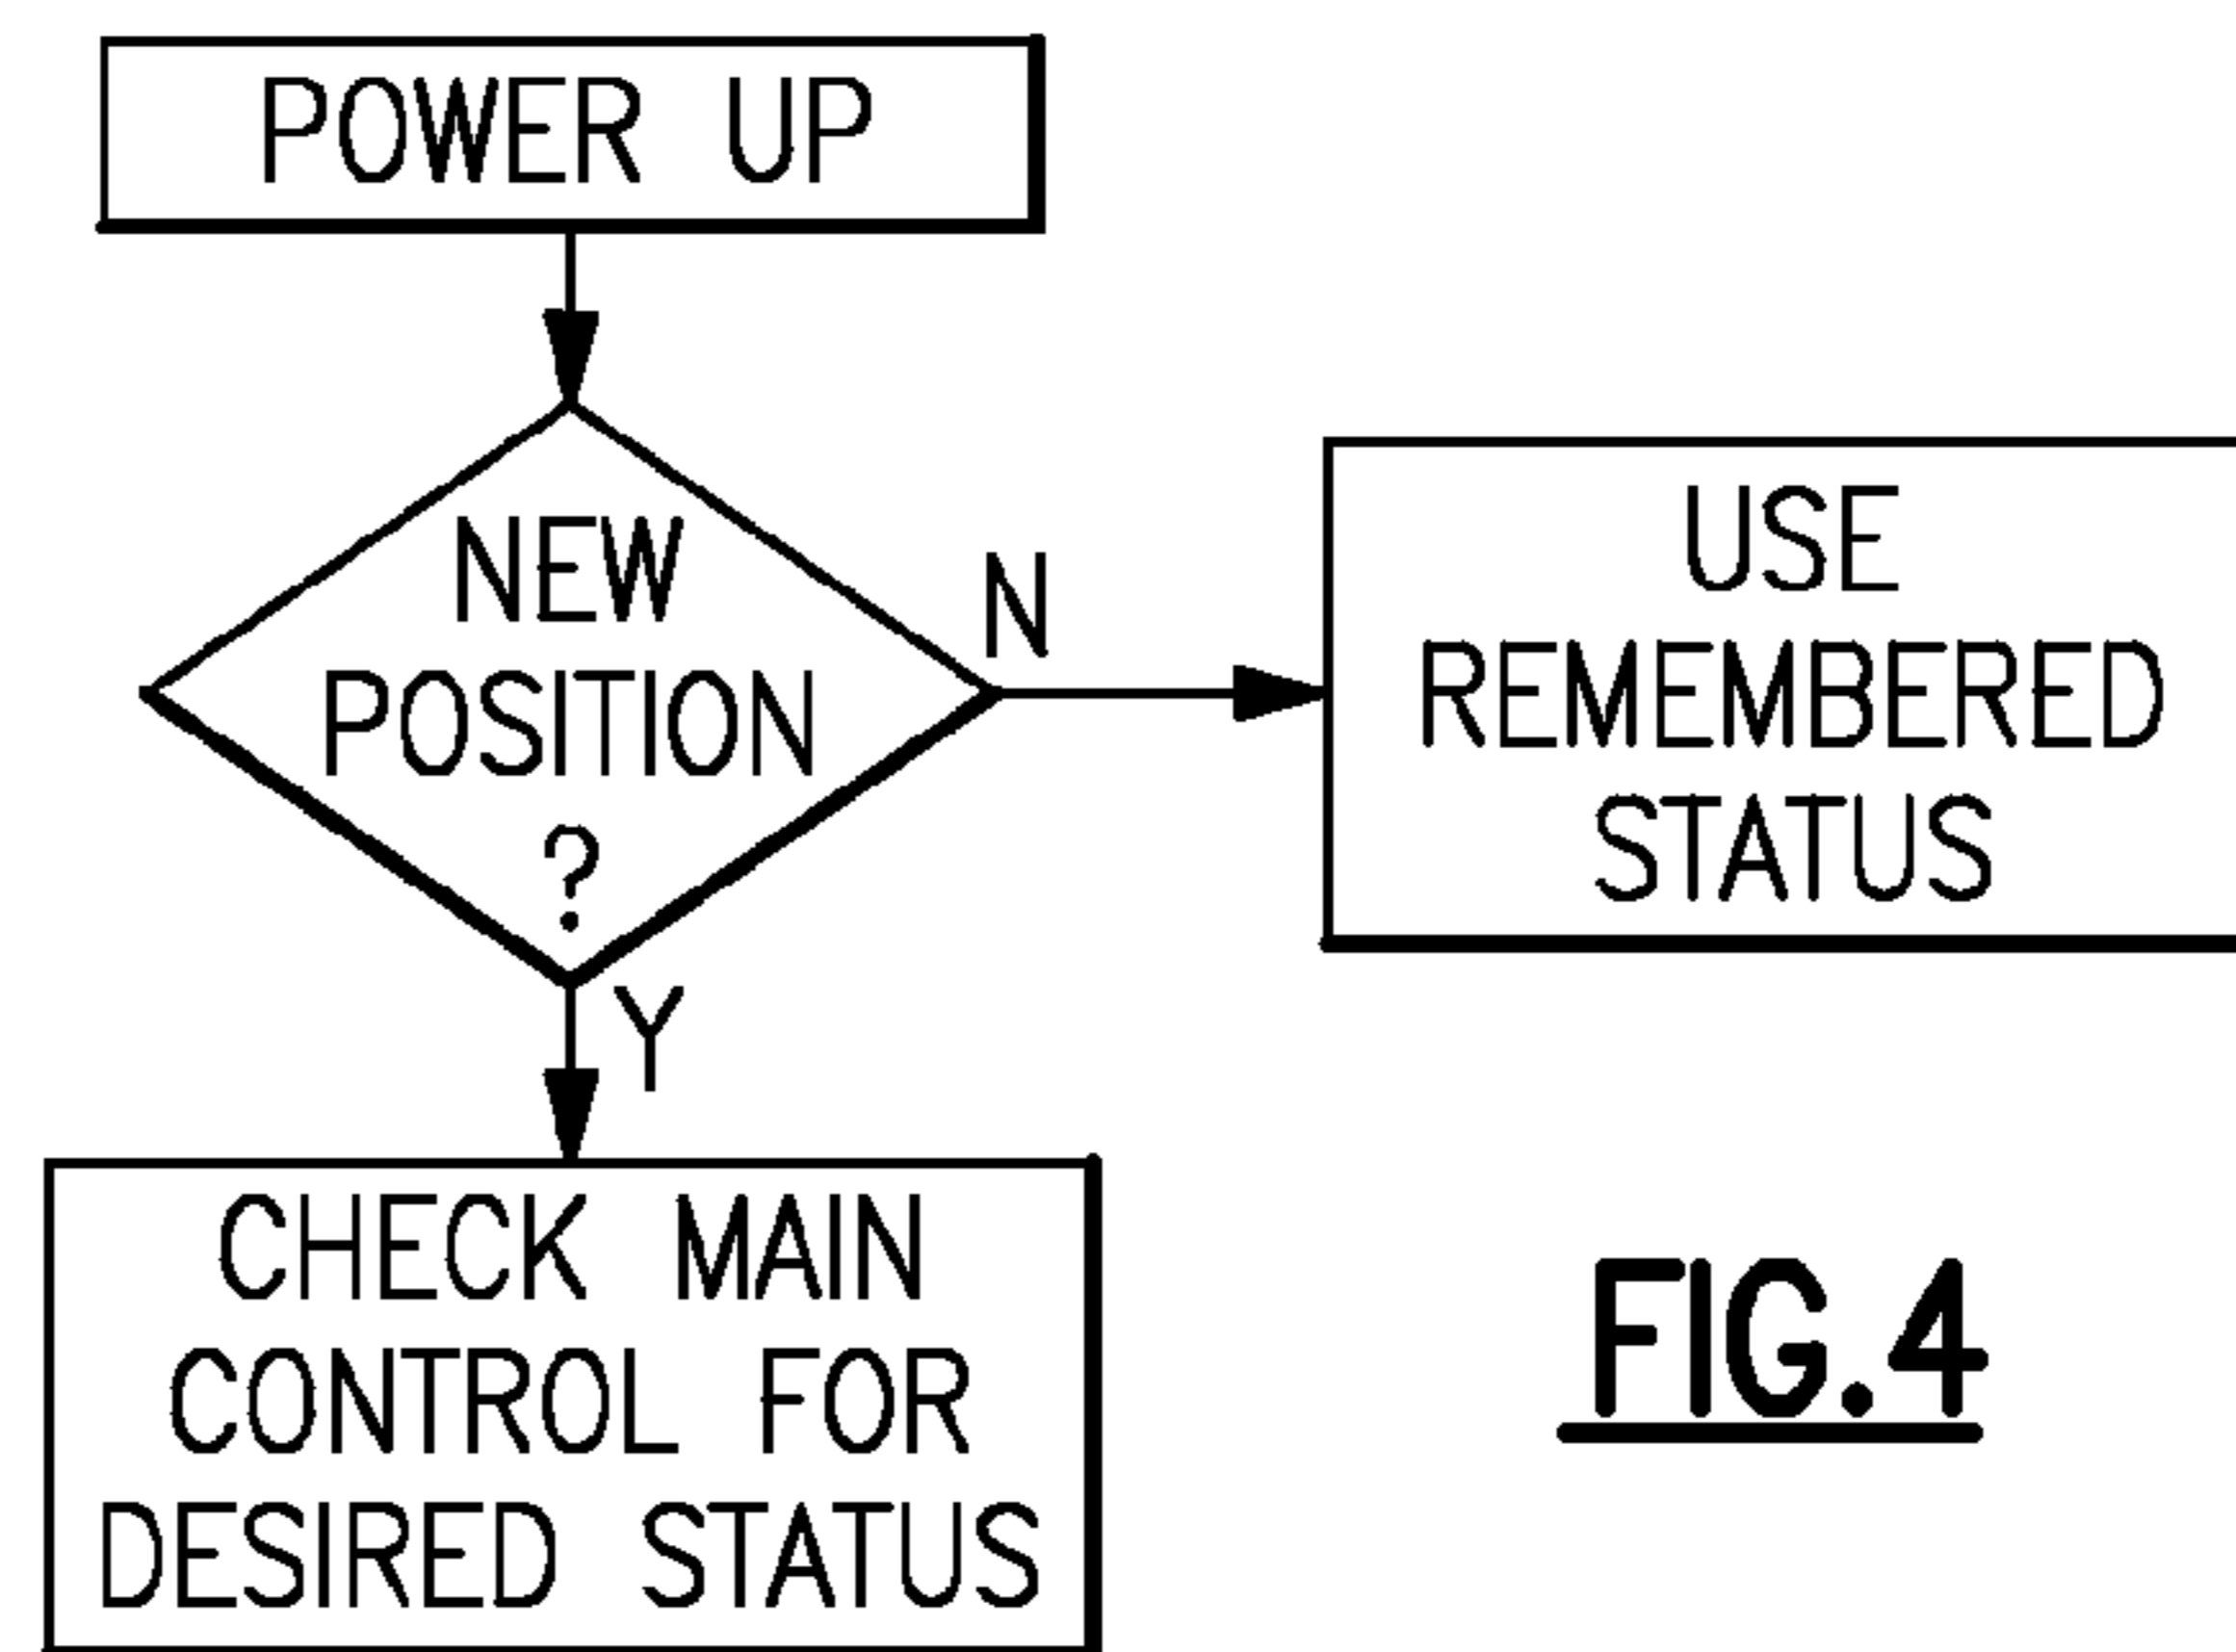 POWER UP
NEW
POSITION
?
N
USE
REMEMBERED
STATUS
Y
CHECK MAIN
CONTROL FOR
DESIRED STATUS
FIG.4